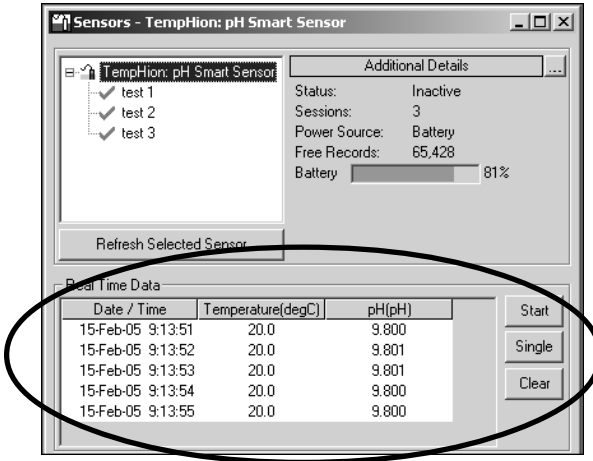 Sensors - TempHion: pH Smart Sensor
TempHion: pH Smart Sensor
test 1
test 2
test 3
Refresh Selected Sensor
Additional Details ...
Status: Inactive
Sessions: 3
Power Source: Battery
Free Records: 65,428
Battery 81%
Real Time Data
Date / Time Temperature(degC) pH(pH)
15-Feb-05 9:13:51 20.0 9.800
15-Feb-05 9:13:52 20.0 9.801
15-Feb-05 9:13:53 20.0 9.801
15-Feb-05 9:13:54 20.0 9.800
15-Feb-05 9:13:55 20.0 9.800
Start
Single
Clear